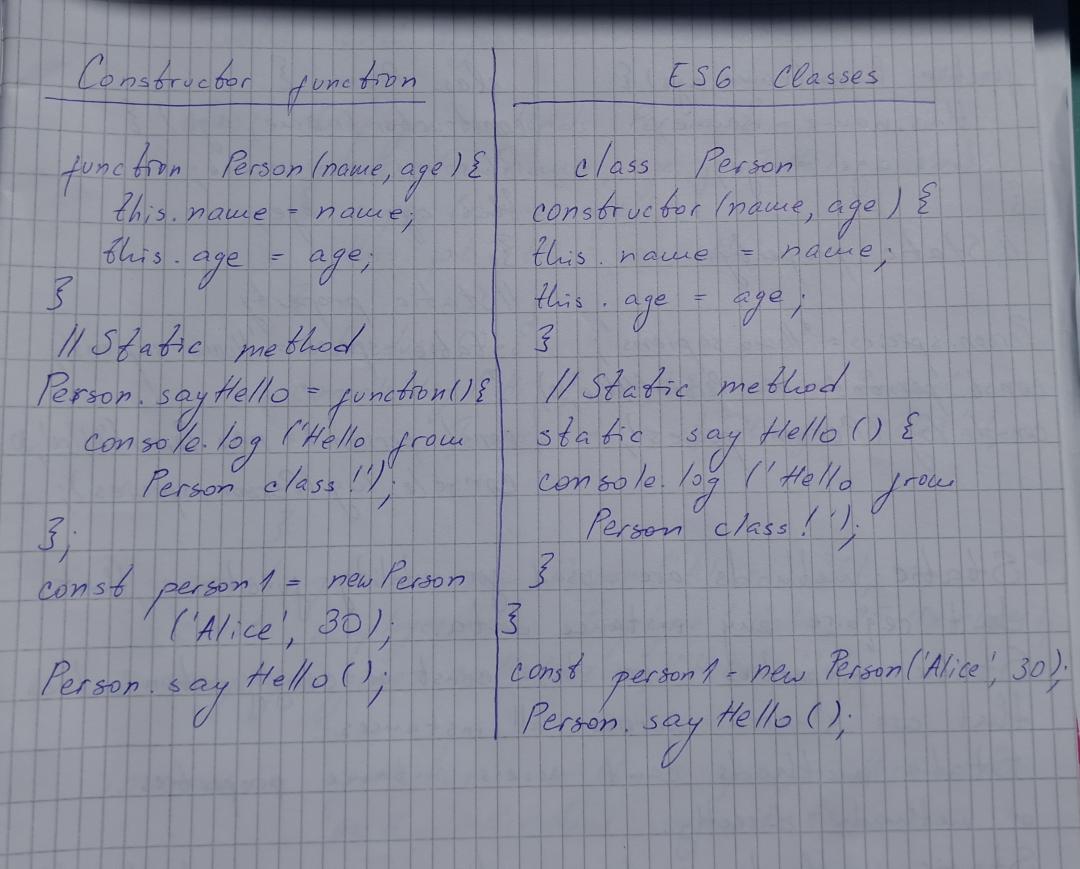 Constructor function
function Person(name, age){
this.name = name;
this.age = age;
}
// Static method
Person.sayHello = function(){
console.log('Hello from
Person class!');
};
const person1 = new Person
('Alice', 30);
Person.sayHello();
ES6 Classes
class Person
constructor(name, age) {
this.name = name;
this.age = age;
}
// Static method
static sayHello() {
console.log('Hello from
Person class!');
}
}
const person1 = new Person('Alice', 30);
Person.sayHello();